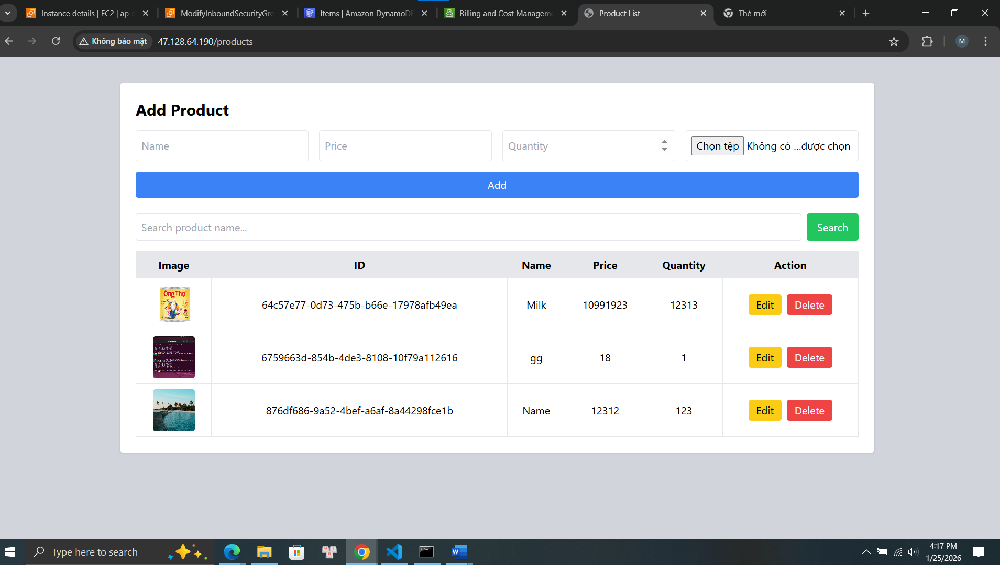 Instance details | EC2 | ap-s
ModifyInboundSecurityGro
Items | Amazon DynamoDB
Billing and Cost Manageme
Product List
Thẻ mới
Không bảo mật
47.128.64.190/products
M
Add Product
Name
Price
Quantity
Chọn tệp
Không có ...được chọn
Add
Search product name...
Search
Image ID Name Price Quantity Action
ÔngThọ
64c57e77-0d73-475b-b66e-17978afb49ea Milk 10991923 12313 Edit Delete
6759663d-854b-4de3-8108-10f79a112616 gg 18 1 Edit Delete
876df686-9a52-4bef-a6af-8a44298fce1b Name 12312 123 Edit Delete
Type here to search
4:17 PM
1/25/2026